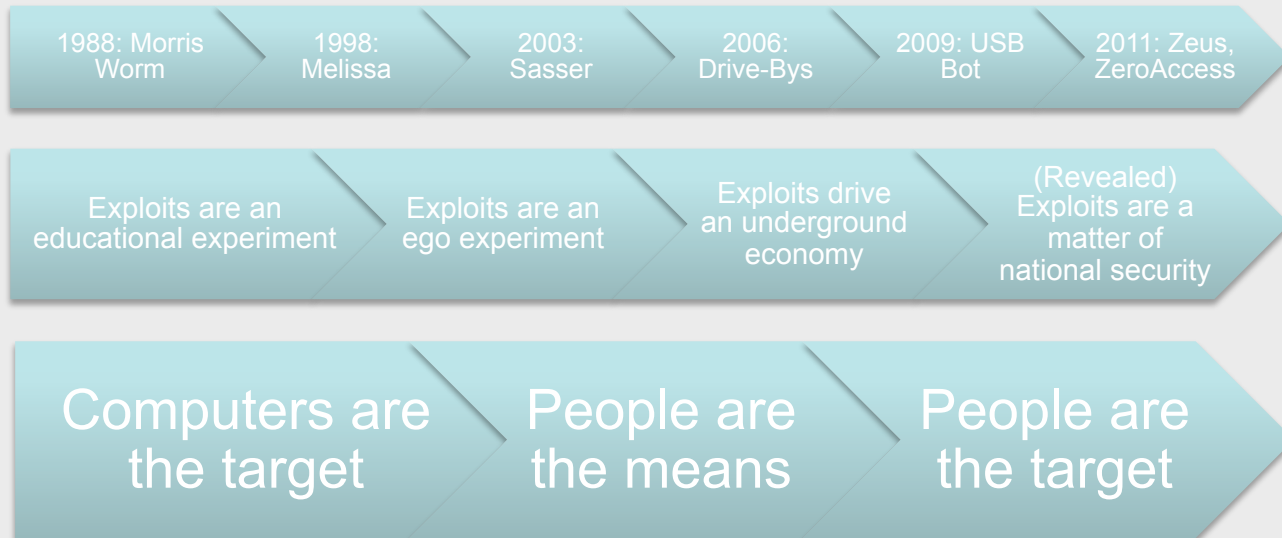 1988: Morris
Worm
1998:
Melissa
2003:
Sasser
2006:
Drive-Bys
2009: USB
Bot
2011: Zeus,
ZeroAccess
Exploits are an
educational experiment
Exploits are an
ego experiment
Exploits drive
an underground
economy
(Revealed)
Exploits are a
matter of
national security
Computers are
the target
People are
the means
People are
the target